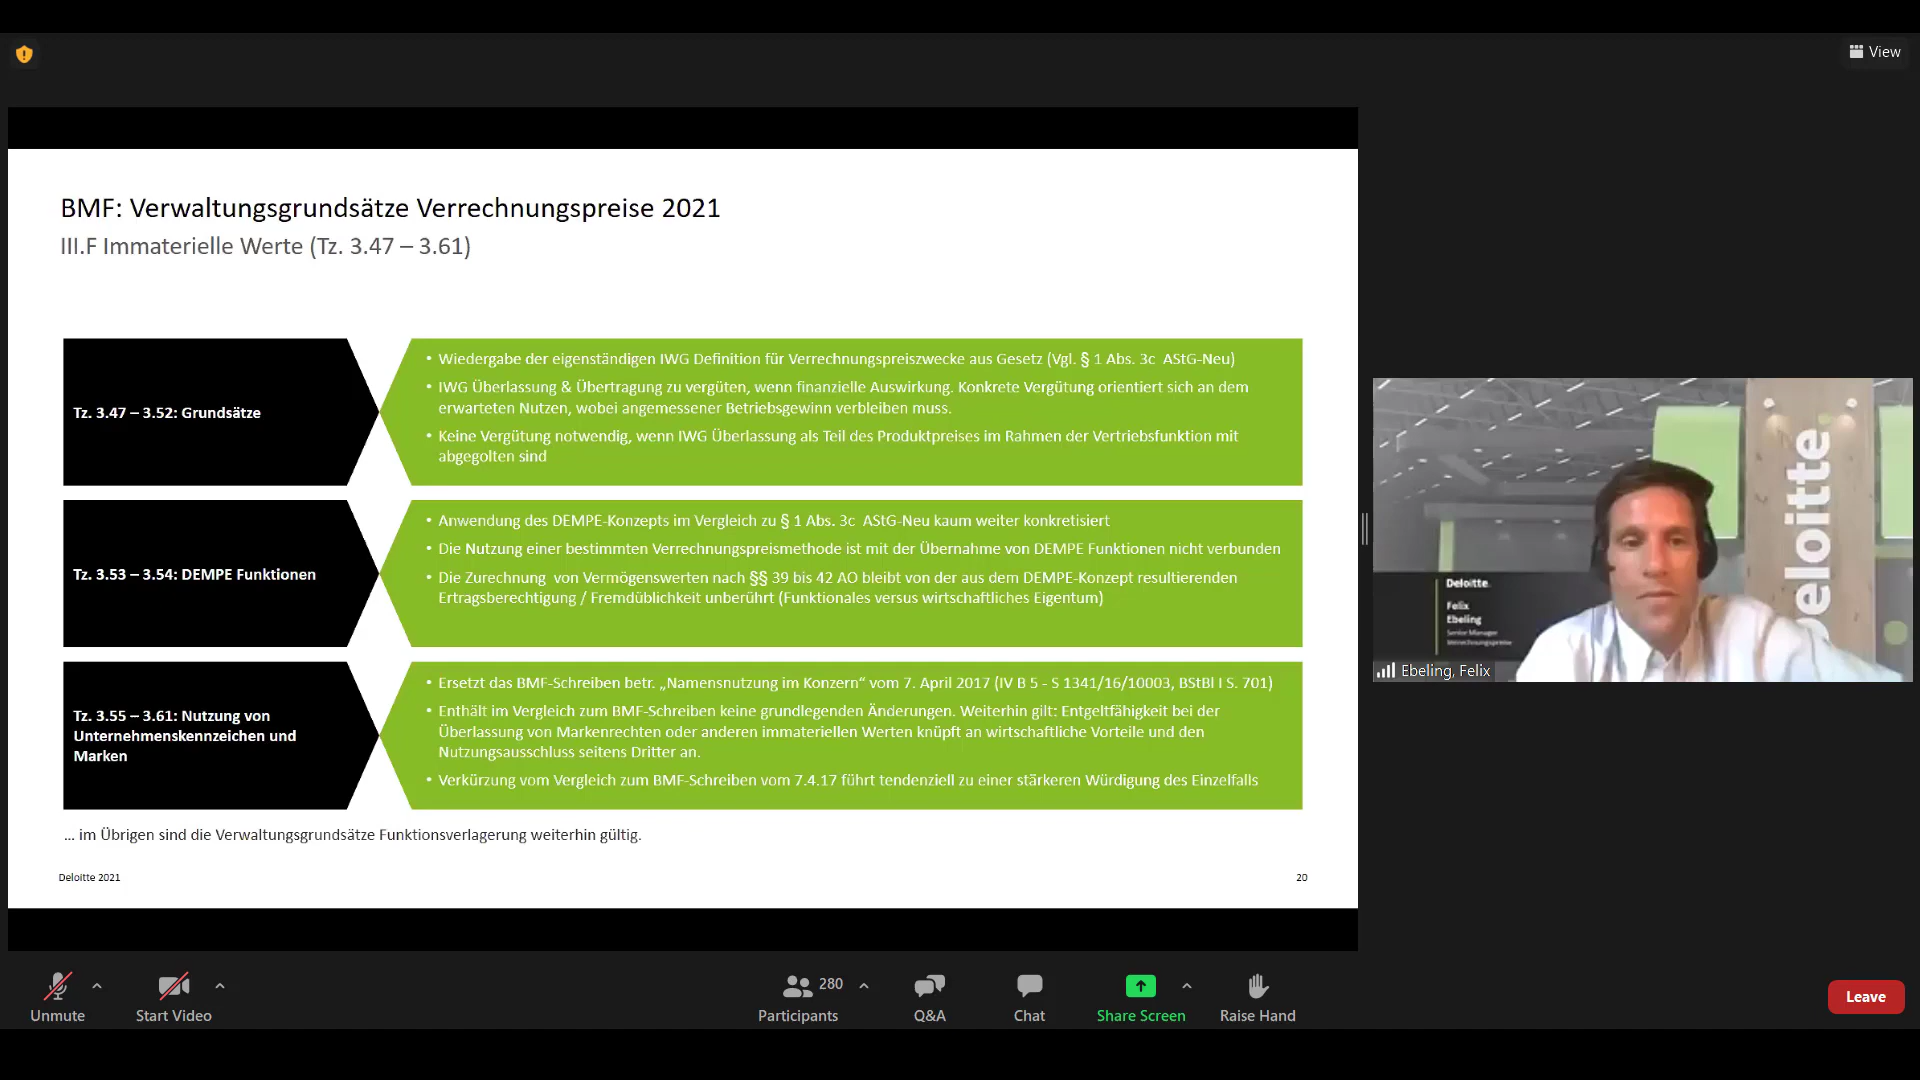 View
BMF: Verwaltungsgrundsätze Verrechnungspreise 2021
III.F Immaterielle Werte (Tz. 3.47 – 3.61)
Tz. 3.47 – 3.52: Grundsätze
• Wiedergabe der eigenständigen IWG Definition für Verrechnungspreiszwecke aus Gesetz (Vgl. § 1 Abs. 3c AStG-Neu)
• IWG Überlassung & Übertragung zu vergüten, wenn finanzielle Auswirkung. Konkrete Vergütung orientiert sich an dem
erwarteten Nutzen, wobei angemessener Betriebsgewinn verbleiben muss.
• Keine Vergütung notwendig, wenn IWG Überlassung als Teil des Produktpreises im Rahmen der Vertriebsfunktion mit
abgegolten sind
Tz. 3.53 – 3.54: DEMPE Funktionen
• Anwendung des DEMPE-Konzepts im Vergleich zu § 1 Abs. 3c AStG-Neu kaum weiter konkretisiert
• Die Nutzung einer bestimmten Verrechnungspreismethode ist mit der Übernahme von DEMPE Funktionen nicht verbunden
• Die Zurechnung von Vermögenswerten nach §§ 39 bis 42 AO bleibt von der aus dem DEMPE-Konzept resultierenden
Ertragsberechtigung / Fremdüblichkeit unberührt (Funktionales versus wirtschaftliches Eigentum)
Tz. 3.55 – 3.61: Nutzung von
Unternehmenskennzeichen und
Marken
• Ersetzt das BMF-Schreiben betr. „Namensnutzung im Konzern“ vom 7. April 2017 (IV B 5 - S 1341/16/10003, BStBl I S. 701)
• Enthält im Vergleich zum BMF-Schreiben keine grundlegenden Änderungen. Weiterhin gilt: Entgeltfähigkeit bei der
Überlassung von Markenrechten oder anderen immateriellen Werten knüpft an wirtschaftliche Vorteile und den
Nutzungsausschluss seitens Dritter an.
• Verkürzung vom Vergleich zum BMF-Schreiben vom 7.4.17 führt tendenziell zu einer stärkeren Würdigung des Einzelfalls
... im Übrigen sind die Verwaltungsgrundsätze Funktionsverlagerung weiterhin gültig.
Deloitte 2021
20
Deloitte.
Deloitte.
Felix
Ebeling
Senior Manager
Verrechnungspreise
Ebeling, Felix
Unmute
Start Video
280
Participants
Q&A
Chat
Share Screen
Raise Hand
Leave